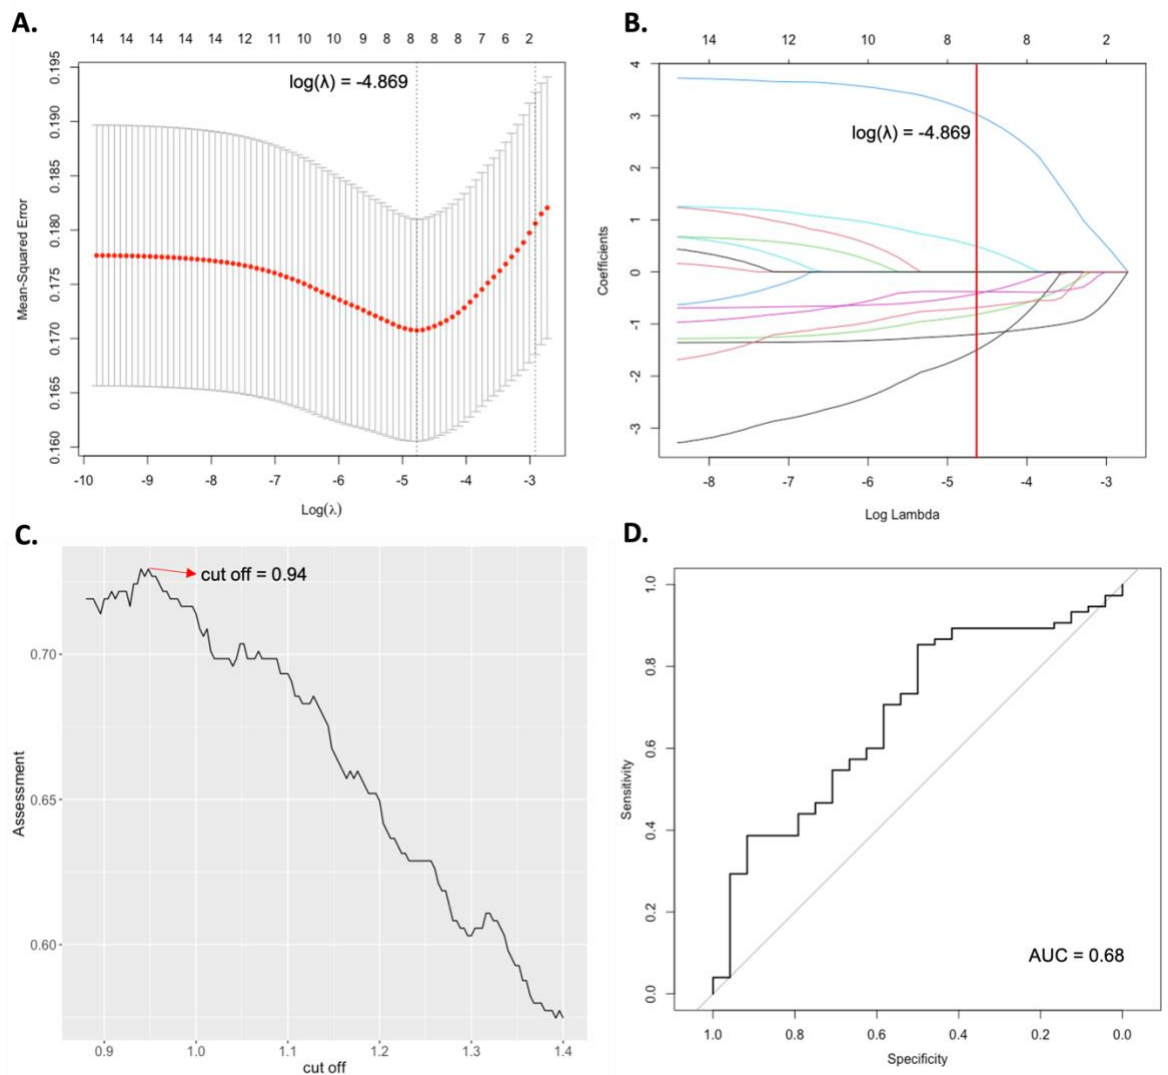 A.
14 14 14 14 14 12 11 10 10 9 8 8 8 8 7 6 2
log(λ) = -4.869
0.195
0.190
0.185
0.180
0.175
0.170
0.165
0.160
Mean-Squared Error
-10 -9 -8 -7 -6 -5 -4 -3
Log(λ)
B.
14 12 10 8 8 2
log(λ) = -4.869
4
3
2
1
0
-1
-2
-3
Coefficients
-8 -7 -6 -5 -4 -3
Log Lambda
C.
cut off = 0.94
0.70
0.65
0.60
Assessment
0.9 1.0 1.1 1.2 1.3 1.4
cut off
D.
1.0
0.8
0.6
0.4
0.2
0.0
Sensitivity
AUC = 0.68
1.0 0.8 0.6 0.4 0.2 0.0
Specificity